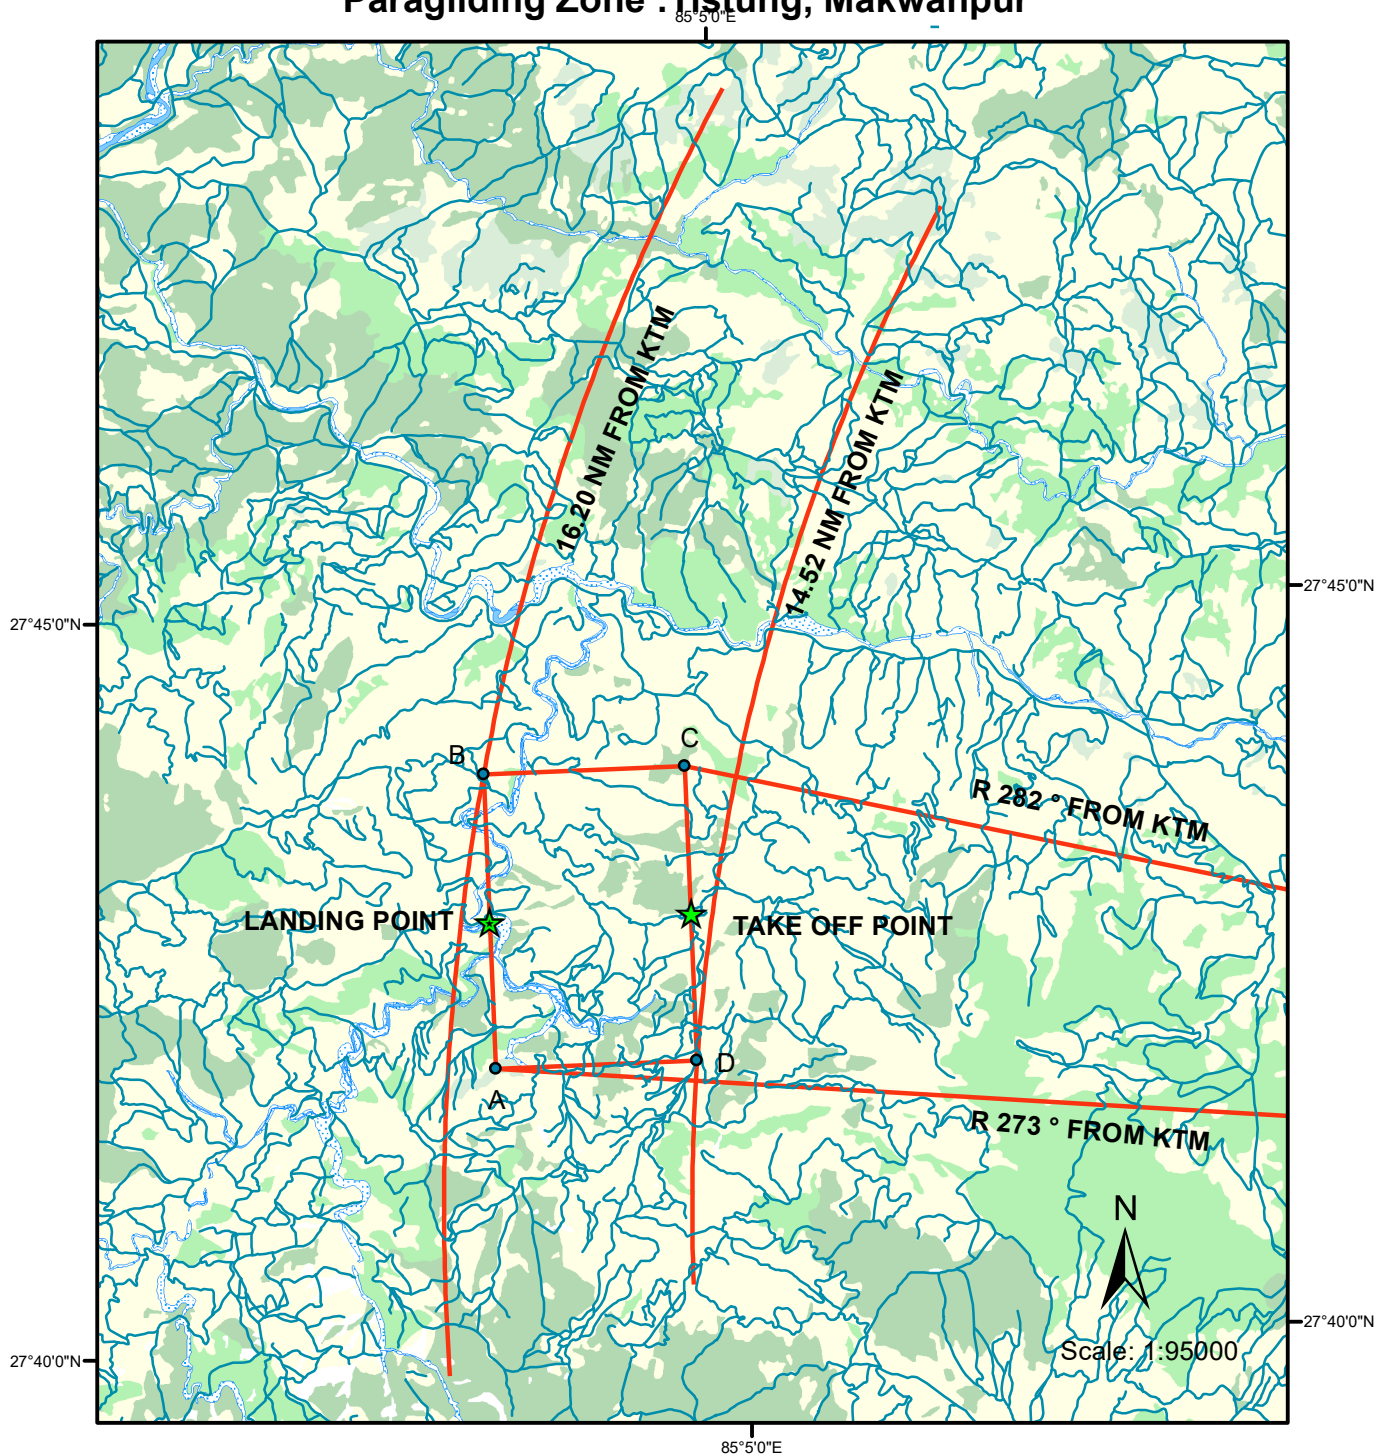 Paragliding Zone : Tistung, Makwanpur
85°5'0"E
16.20 NM FROM KTM
14.52 NM FROM KTM
27°45'0"N
27°45'0"N
B
C
R 282 ° FROM KTM
LANDING POINT
TAKE OFF POINT
A
D
R 273 ° FROM KTM
N
27°40'0"N
Scale: 1:95000
27°40'0"N
85°5'0"E